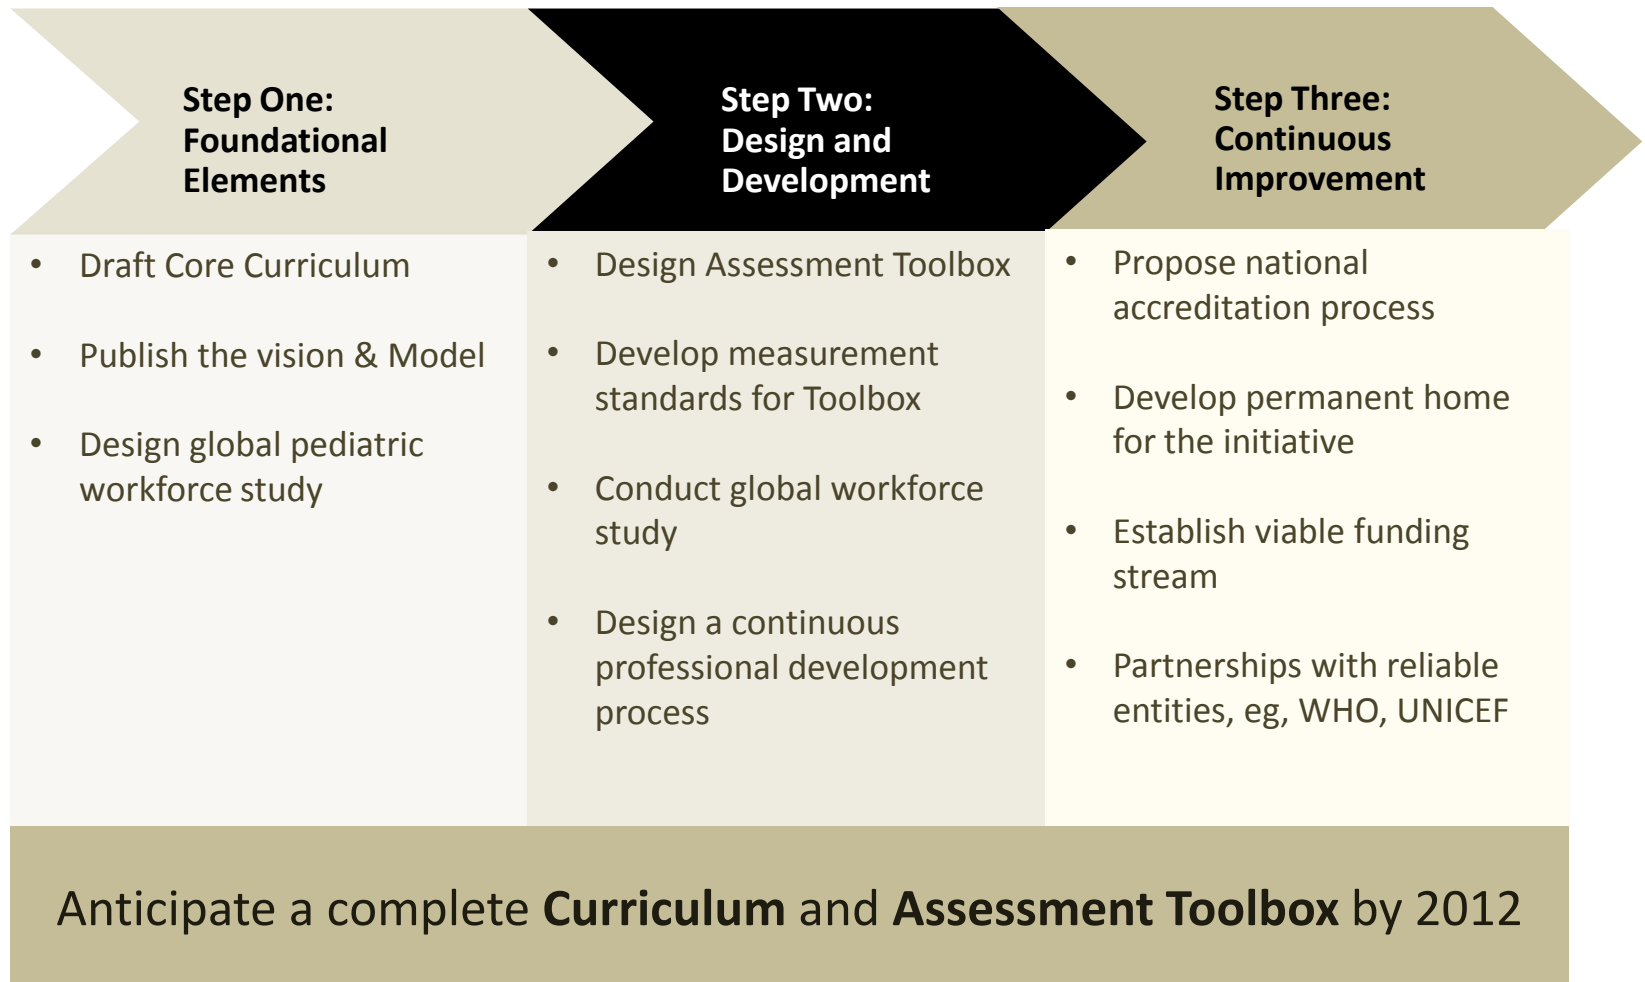 Step One:
Foundational
Elements
Step Two:
Design and
Development
Step Three:
Continuous
Improvement
• Draft Core Curriculum
• Publish the vision & Model
• Design global pediatric
workforce study
• Design Assessment Toolbox
• Develop measurement
standards for Toolbox
• Conduct global workforce
study
• Design a continuous
professional development
process
• Propose national
accreditation process
• Develop permanent home
for the initiative
• Establish viable funding
stream
• Partnerships with reliable
entities, eg, WHO, UNICEF
Anticipate a complete Curriculum and Assessment Toolbox by 2012